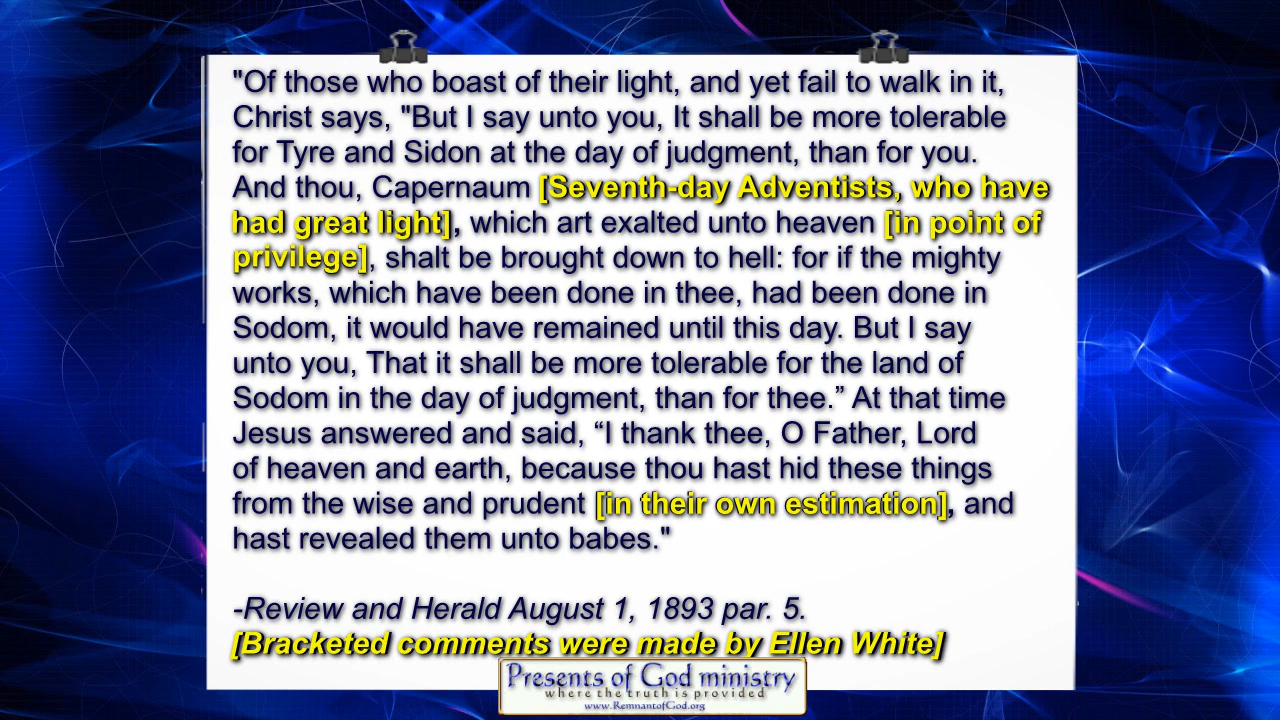 "Of those who boast of their light, and yet fail to walk in it,
Christ says, "But I say unto you, It shall be more tolerable
for Tyre and Sidon at the day of judgment, than for you.
And thou, Capernaum [Seventh-day Adventists, who have
had great light], which art exalted unto heaven [in point of
privilege], shalt be brought down to hell: for if the mighty
works, which have been done in thee, had been done in
Sodom, it would have remained until this day. But I say
unto you, That it shall be more tolerable for the land of
Sodom in the day of judgment, than for thee.” At that time
Jesus answered and said, “I thank thee, O Father, Lord
of heaven and earth, because thou hast hid these things
from the wise and prudent [in their own estimation], and
hast revealed them unto babes."
-Review and Herald August 1, 1893 par. 5.
[Bracketed comments were made by Ellen White]
Presents of God ministry
where the truth is provided
www.RemnantofGod.org